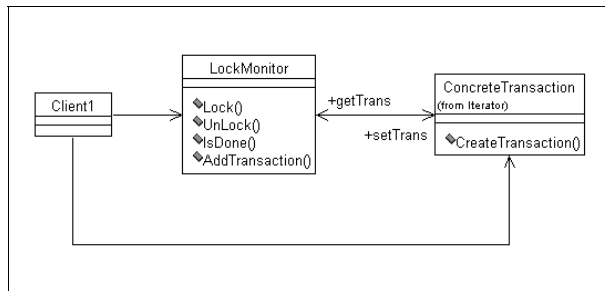 Client1
LockMonitor
Lock()
UnLock()
IsDone()
AddTransaction()
+getTrans
+setTrans
ConcreteTransaction
(from Iterator)
CreateTransaction()